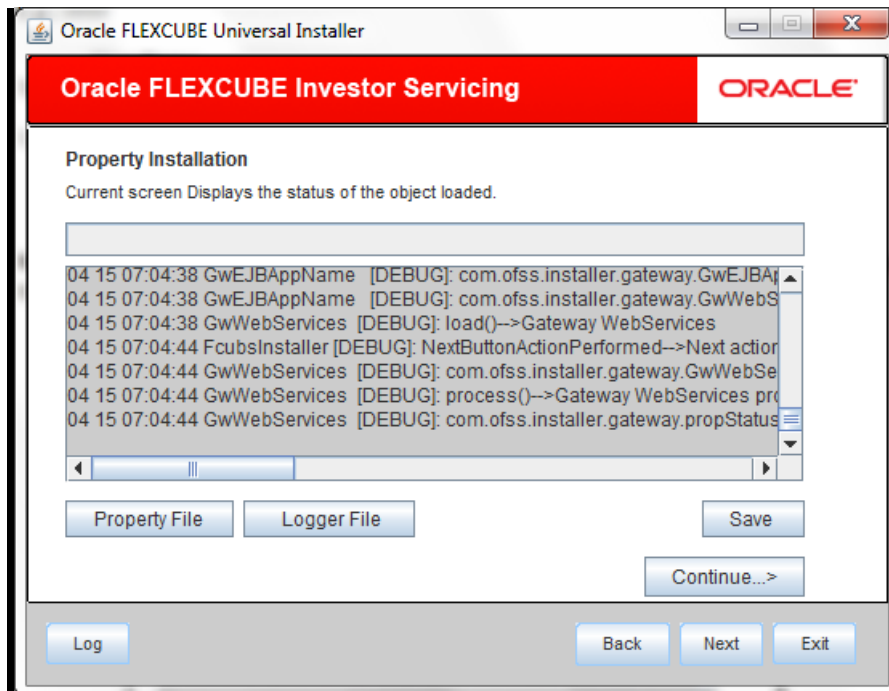 Oracle FLEXCUBE Universal Installer
Oracle FLEXCUBE Investor Servicing
ORACLE
Property Installation
Current screen Displays the status of the object loaded.
04 15 07:04:38 GwEJBAppName [DEBUG]: com.ofss.installer.gateway.GwEJBAp
04 15 07:04:38 GwEJBAppName [DEBUG]: com.ofss.installer.gateway.GwWebS
04 15 07:04:38 GwWebServices [DEBUG]: load()-->Gateway WebServices
04 15 07:04:44 FcubsInstaller [DEBUG]: NextButtonActionPerformed-->Next action
04 15 07:04:44 GwWebServices [DEBUG]: com.ofss.installer.gateway.GwWebSe
04 15 07:04:44 GwWebServices [DEBUG]: process()-->Gateway WebServices pro
04 15 07:04:44 GwWebServices [DEBUG]: com.ofss.installer.gateway.propStatus
Property File Logger File Save
Continue...>
Log Back Next Exit